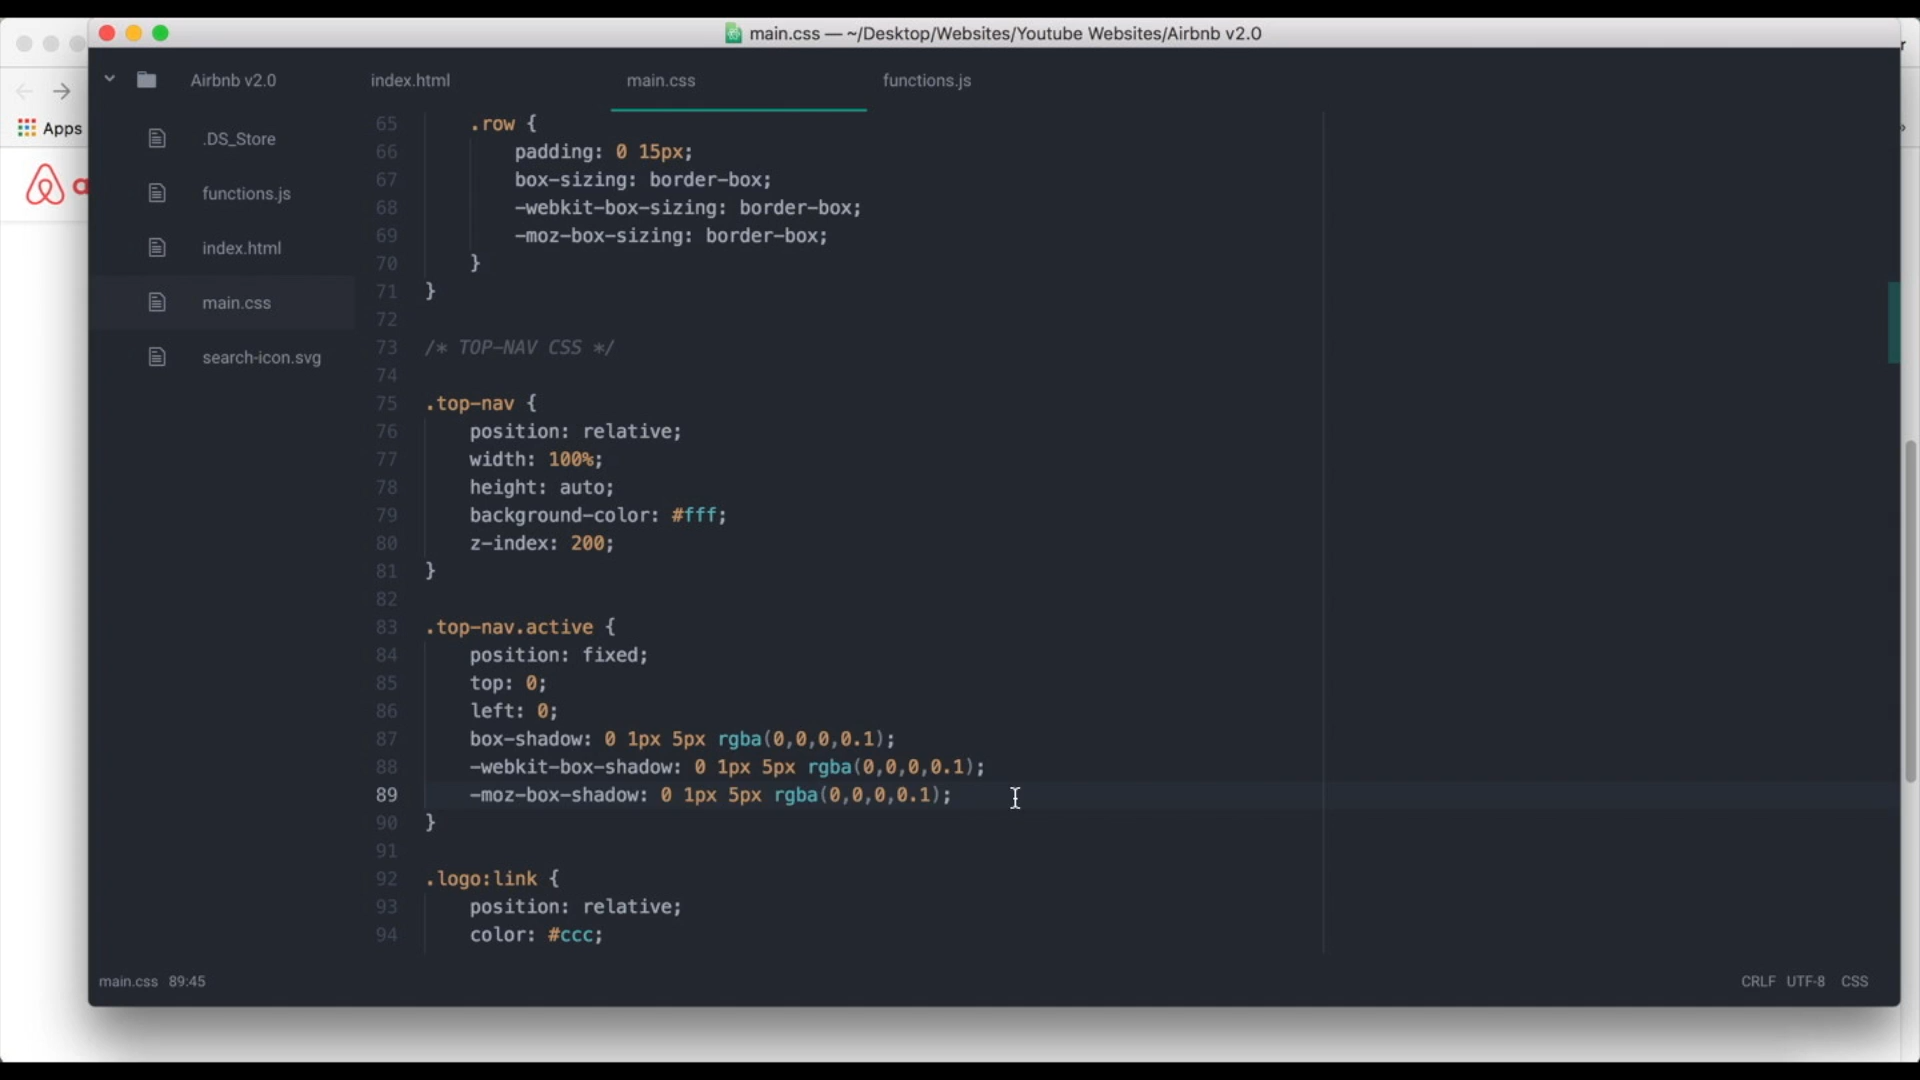 main.css — ~/Desktop/Websites/Youtube Websites/Airbnb v2.0
Airbnb v2.0
index.html
main.css
functions.js
Apps
.DS_Store
functions.js
index.html
main.css
search-icon.svg
65 .row {
66 padding: 0 15px;
67 box-sizing: border-box;
68 -webkit-box-sizing: border-box;
69 -moz-box-sizing: border-box;
70 }
71 }
72
73 /* TOP-NAV CSS */
74
75 .top-nav {
76 position: relative;
77 width: 100%;
78 height: auto;
79 background-color: #fff;
80 z-index: 200;
81 }
82
83 .top-nav.active {
84 position: fixed;
85 top: 0;
86 left: 0;
87 box-shadow: 0 1px 5px rgba(0,0,0,0.1);
88 -webkit-box-shadow: 0 1px 5px rgba(0,0,0,0.1);
89 -moz-box-shadow: 0 1px 5px rgba(0,0,0,0.1);
90 }
91
92 .logo:link {
93 position: relative;
94 color: #ccc;
main.css 89:45
CRLF UTF-8 CSS